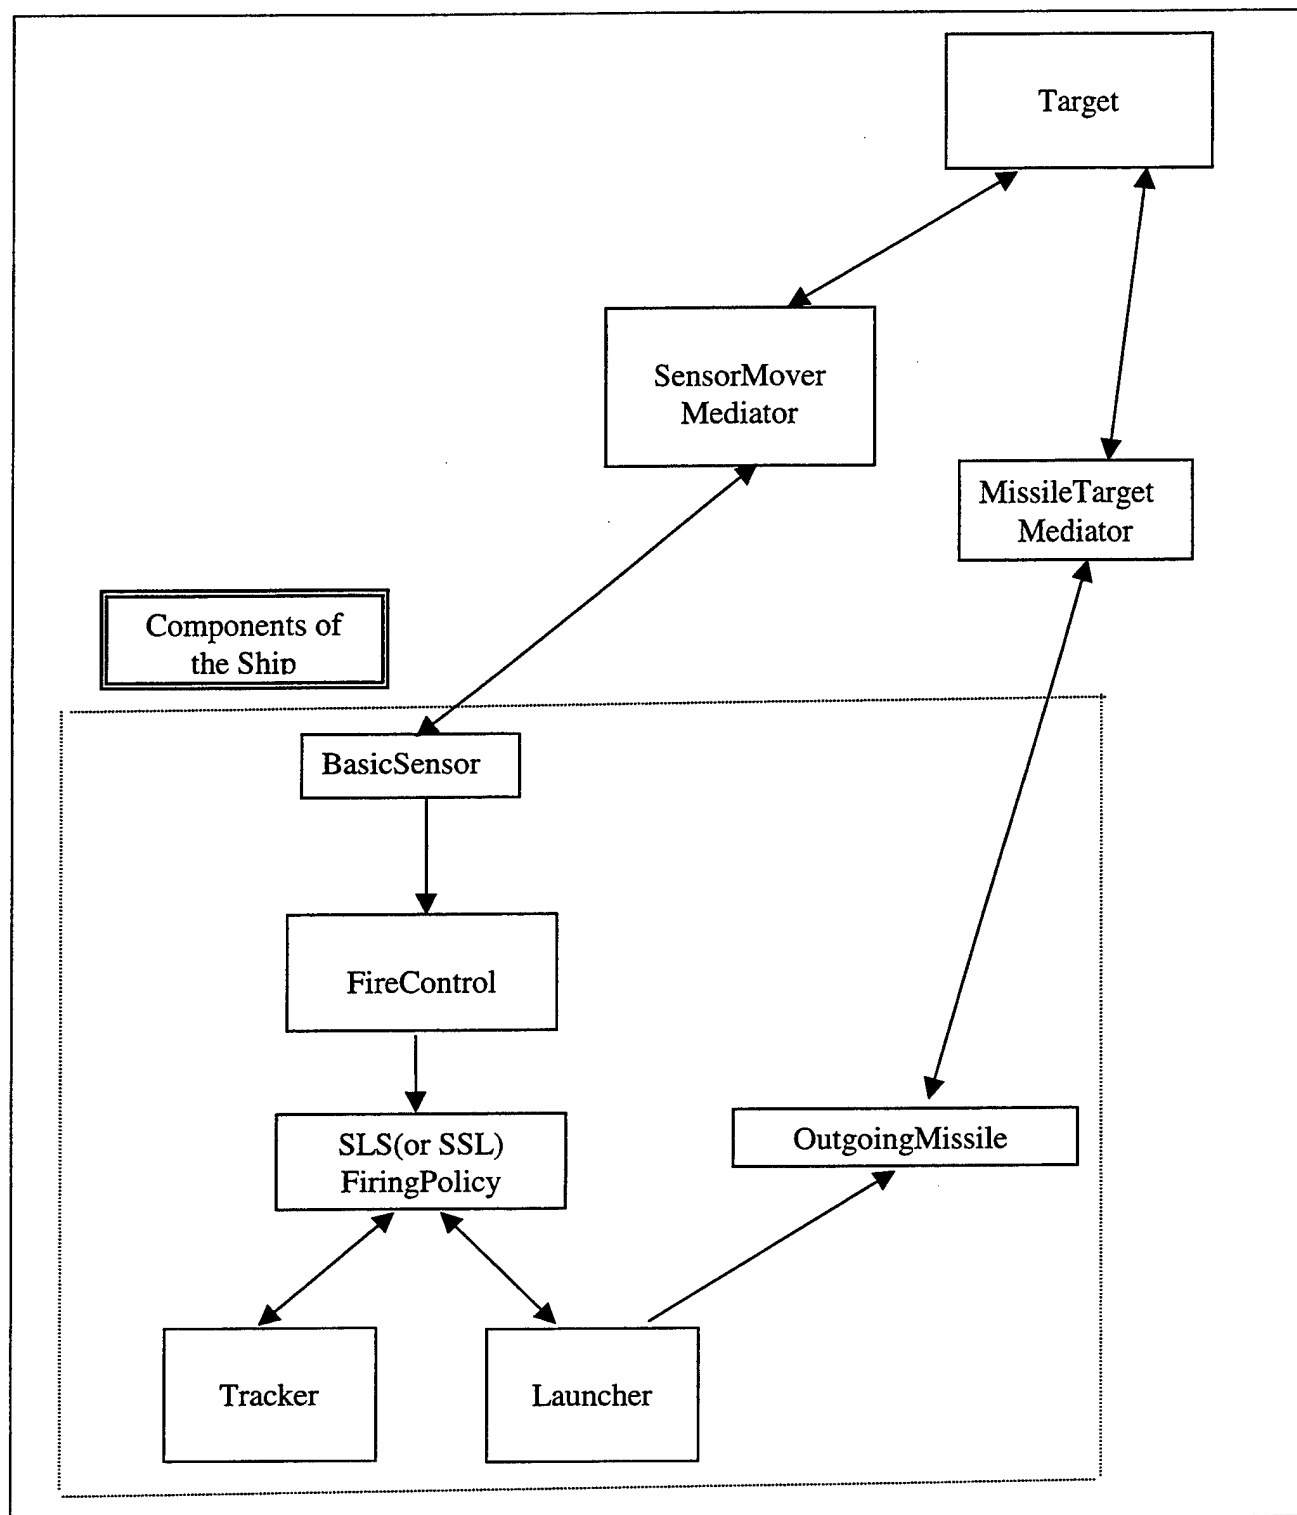 Target
SensorMover
Mediator
MissileTarget
Mediator
Components of
the Ship
BasicSensor
FireControl
SLS(or SSL)
FiringPolicy
OutgoingMissile
Tracker
Launcher